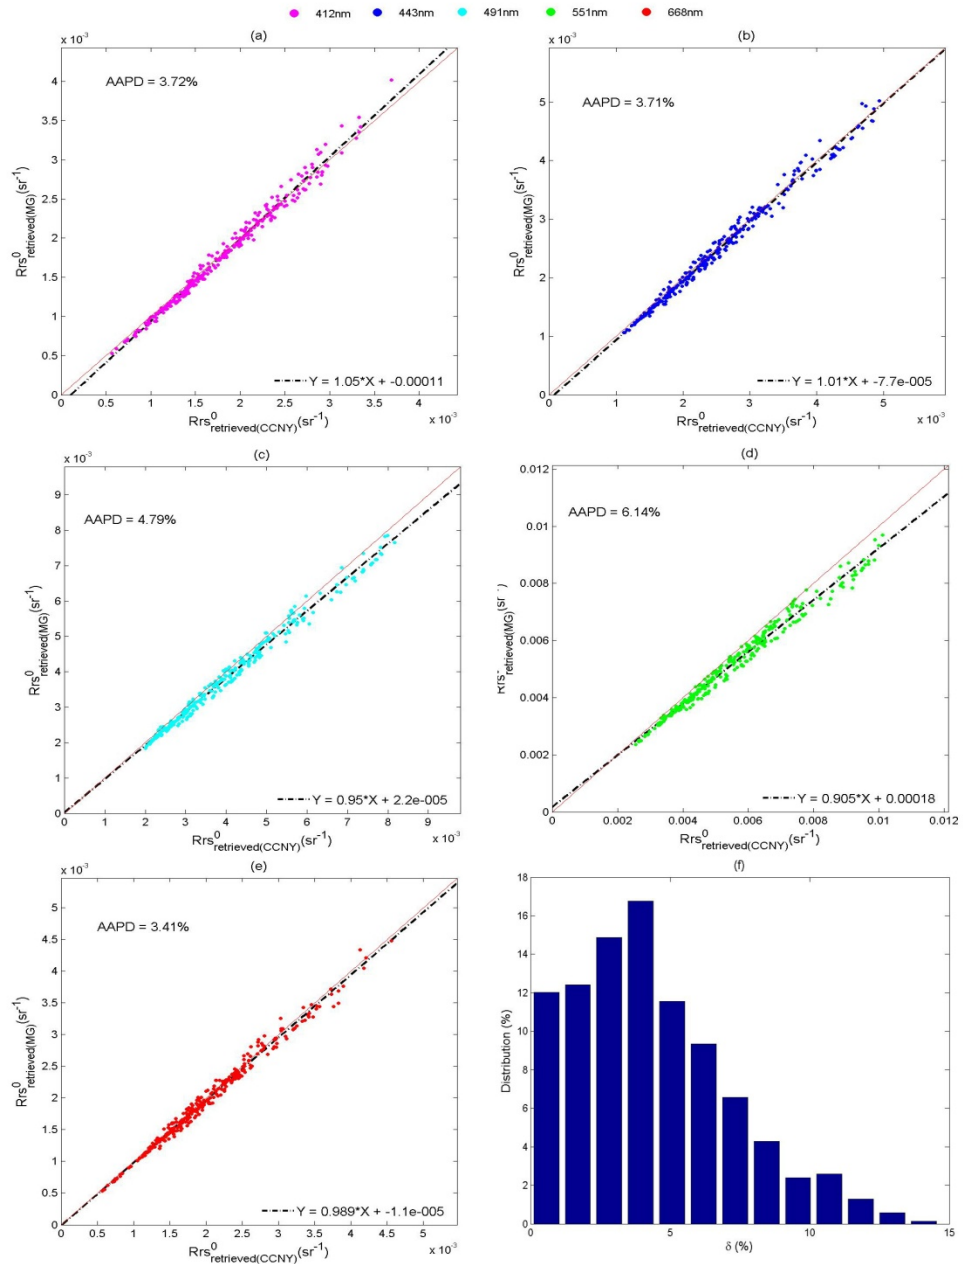 412nm 443nm 491nm 551nm 668nm
(a)
x 10⁻³
AAPD = 3.72%
4
3.5
3
2.5
2
1.5
1
0.5
0
Rrs⁰retrieved(MG)(sr⁻¹)
Y = 1.05*X + -0.00011
0 0.5 1 1.5 2 2.5 3 3.5 4
Rrs⁰retrieved(CCNY)(sr⁻¹)
x 10⁻³
(b)
x 10⁻³
AAPD = 3.71%
5
4
3
2
1
0
Rrs⁰retrieved(MG)(sr⁻¹)
Y = 1.01*X + -7.7e-005
0 1 2 3 4 5
Rrs⁰retrieved(CCNY)(sr⁻¹)
x 10⁻³
(c)
x 10⁻³
AAPD = 4.79%
9
8
7
6
5
4
3
2
1
0
Rrs⁰retrieved(MG)(sr⁻¹)
Y = 0.95*X + 2.2e-005
0 1 2 3 4 5 6 7 8 9
Rrs⁰retrieved(CCNY)(sr⁻¹)
x 10⁻³
(d)
AAPD = 6.14%
0.012
0.01
0.008
0.006
0.004
0.002
0
Rrs retrieved(MG)(sr⁻
Y = 0.905*X + 0.00018
0 0.002 0.004 0.006 0.008 0.01 0.012
Rrs⁰retrieved(CCNY)(sr⁻¹)
(e)
x 10⁻³
AAPD = 3.41%
5
4.5
4
3.5
3
2.5
2
1.5
1
0.5
0
Rrs⁰retrieved(MG)(sr⁻¹)
Y = 0.989*X + -1.1e-005
0 0.5 1 1.5 2 2.5 3 3.5 4 4.5 5
Rrs⁰retrieved(CCNY)(sr⁻¹)
x 10⁻³
(f)
18
16
14
12
10
8
6
4
2
0
Distribution (%)
0 5 10 15
δ (%)